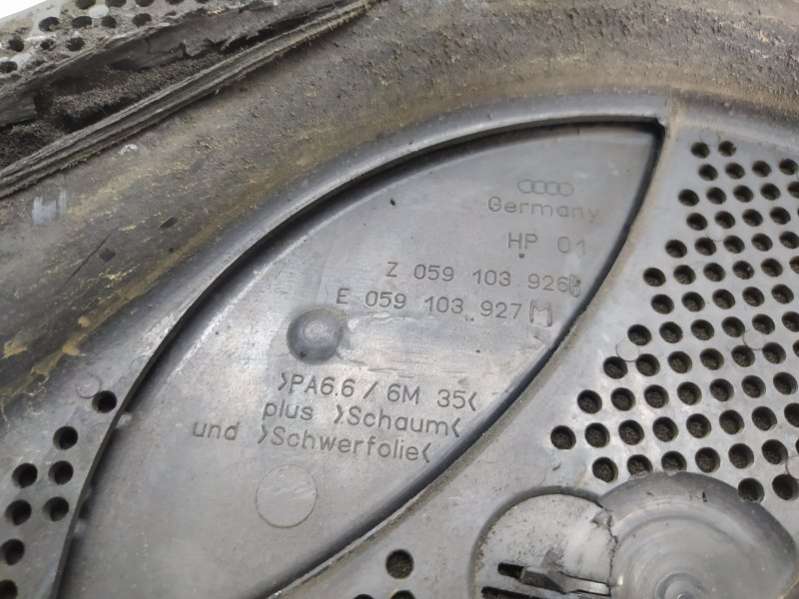 Germany
HP 01
Z 059 103 926
E 059 103 927 M
>PA6.6 / 6M 35<
plus >Schaum<
und >Schwerfolie<